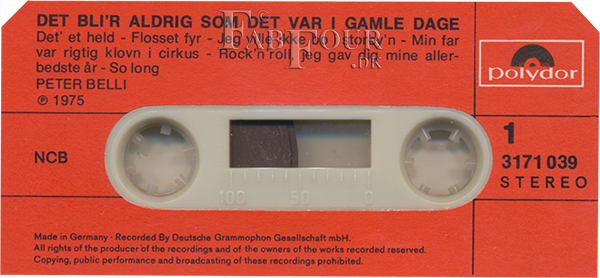 DET BLI'R ALDRIG SOM DET VAR I GAMLE DAGE
Det' et held - Flosset fyr - Jeg ville ikke bo i storby'n - Min far
var rigtig klovn i cirkus - Rock'n'roll, jeg gav dig mine aller-
bedste år - So long
PETER BELLI
℗ 1975
FAB FOUR.DK
polydor
NCB
1
3171 039
STEREO
100 50 0
Made in Germany · Recorded By Deutsche Grammophon Gesellschaft mbH.
All rights of the producer of the recordings and of the owners of the works recorded reserved.
Copying, public performance and broadcasting of these recordings prohibited.